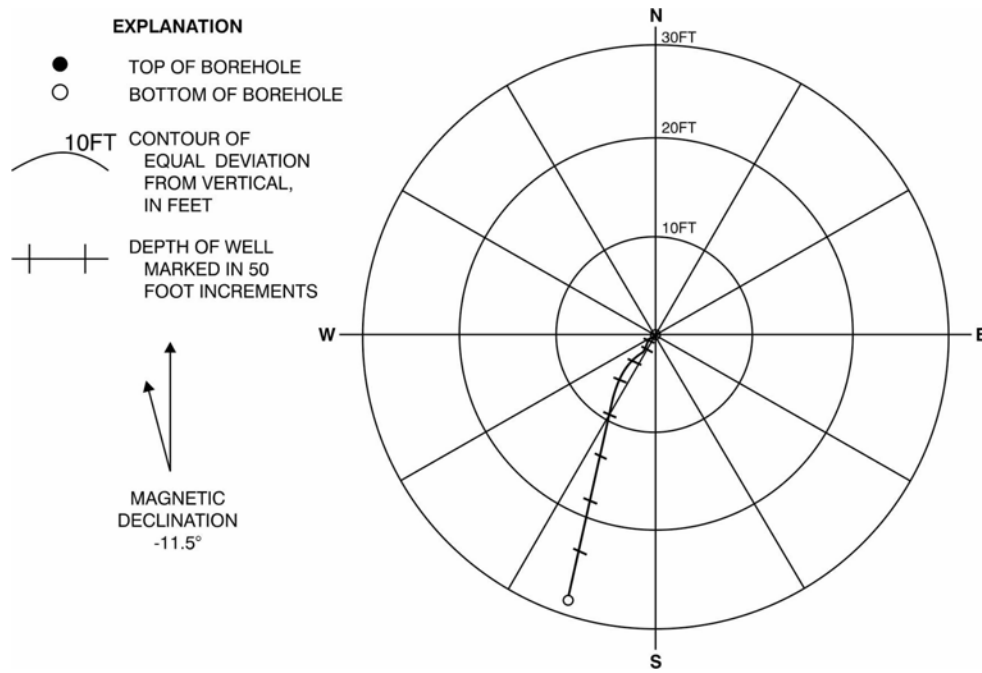 EXPLANATION
TOP OF BOREHOLE
BOTTOM OF BOREHOLE
10FT
CONTOUR OF
EQUAL DEVIATION
FROM VERTICAL,
IN FEET
DEPTH OF WELL
MARKED IN 50
FOOT INCREMENTS
MAGNETIC
DECLINATION
-11.5°
N
30FT
20FT
10FT
W
E
S